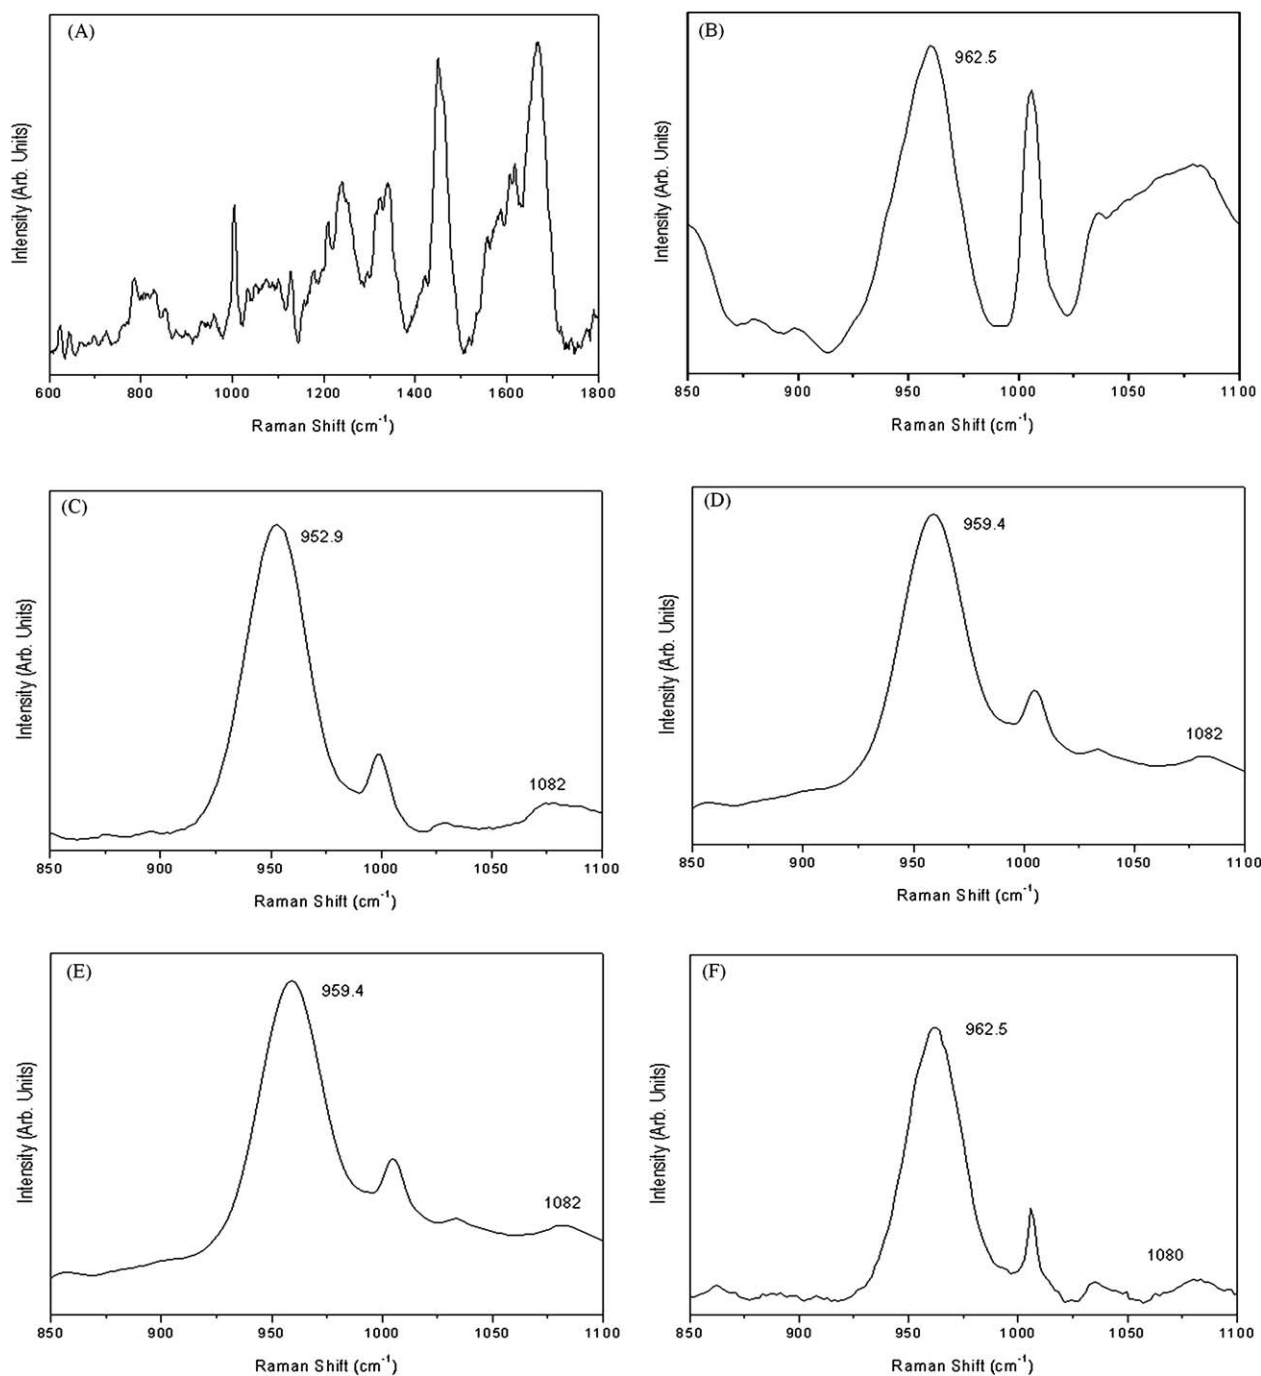 (A)
Intensity (Arb. Units)
600 800 1000 1200 1400 1600 1800
Raman Shift (cm⁻¹)
(B)
962.5
Intensity (Arb. Units)
850 900 950 1000 1050 1100
Raman Shift (cm⁻¹)
(C)
952.9
1082
Intensity (Arb. Units)
850 900 950 1000 1050 1100
Raman Shift (cm⁻¹)
(D)
959.4
1082
Intensity (Arb. Units)
850 900 950 1000 1050 1100
Raman Shift (cm⁻¹)
(E)
959.4
1082
Intensity (Arb. Units)
850 900 950 1000 1050 1100
Raman Shift (cm⁻¹)
(F)
962.5
1080
Intensity (Arb. Units)
850 900 950 1000 1050 1100
Raman Shift (cm⁻¹)